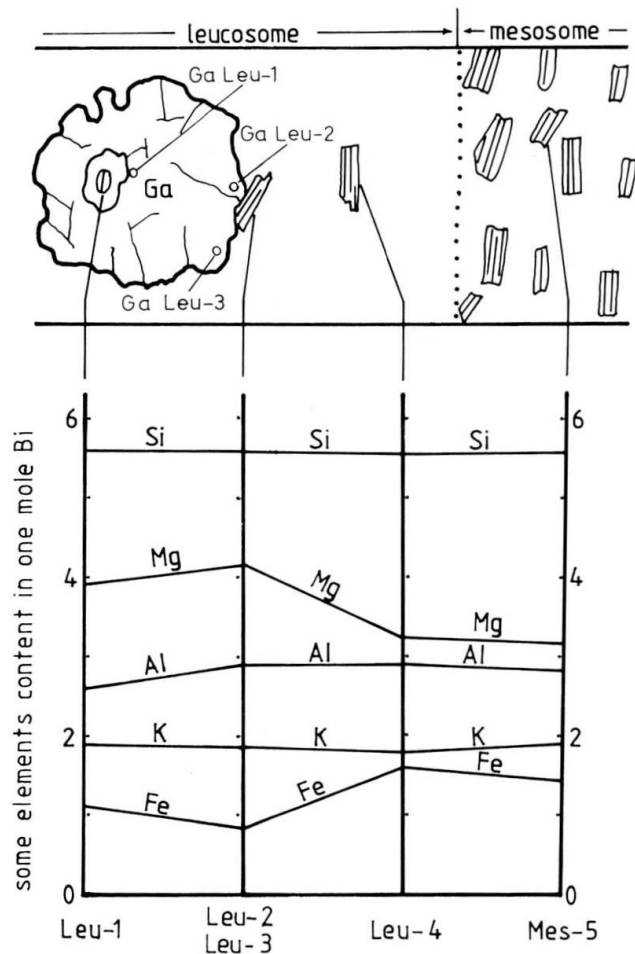 leucosome mesosome
Ga Leu-1
Ga Leu-2
Ga
Ga Leu-3
some elements content in one mole Bi
6 6
Si Si Si
4 Mg Mg Mg 4
Al Al Al
2 K K K 2
Fe Fe Fe
0 0
Leu-1 Leu-2 Leu-4 Mes-5
Leu-3